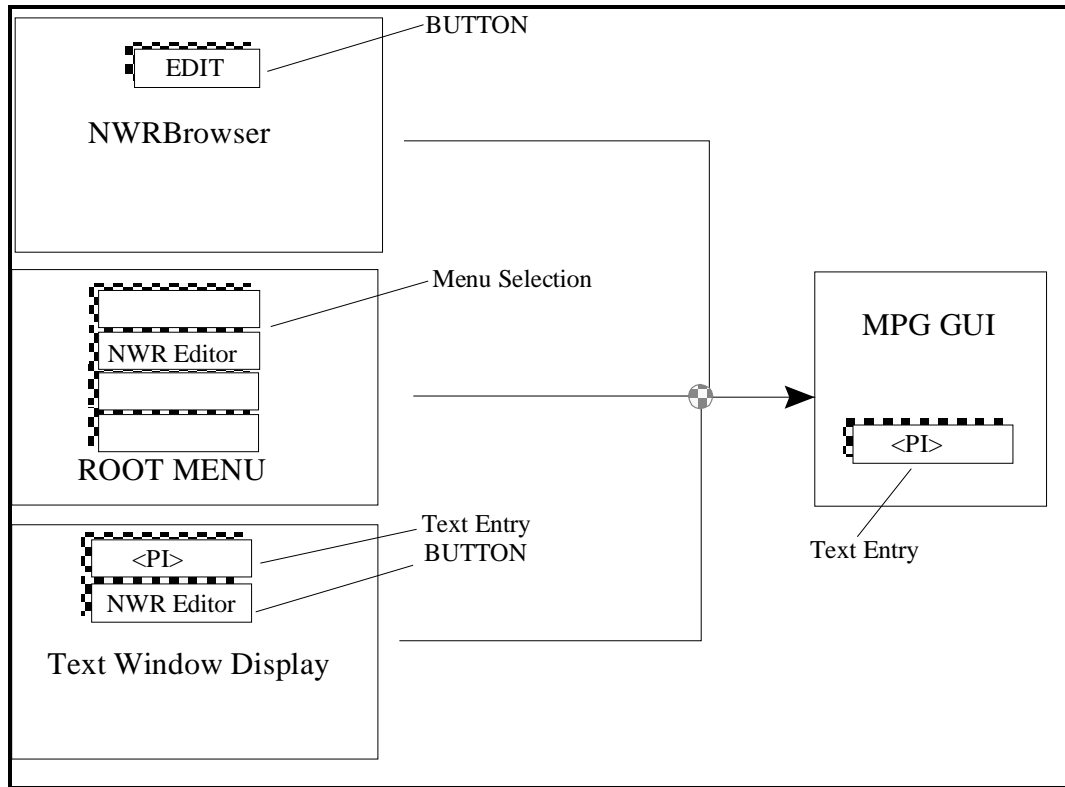 BUTTON
EDIT
NWRBrowser
Menu Selection
NWR Editor
ROOT MENU
MPG GUI
<PI>
Text Entry
Text Entry
BUTTON
<PI>
NWR Editor
Text Window Display